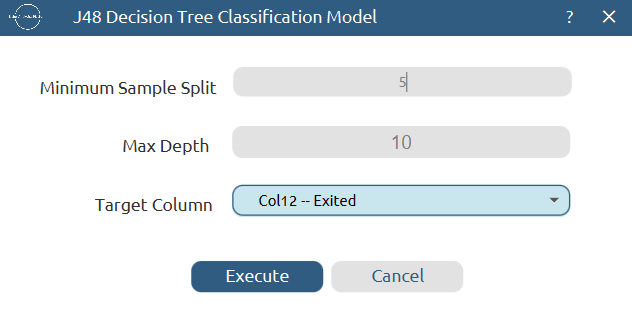 J48 Decision Tree Classification Model ? ×
Minimum Sample Split 5
Max Depth 10
Target Column Col12 -- Exited
Execute Cancel